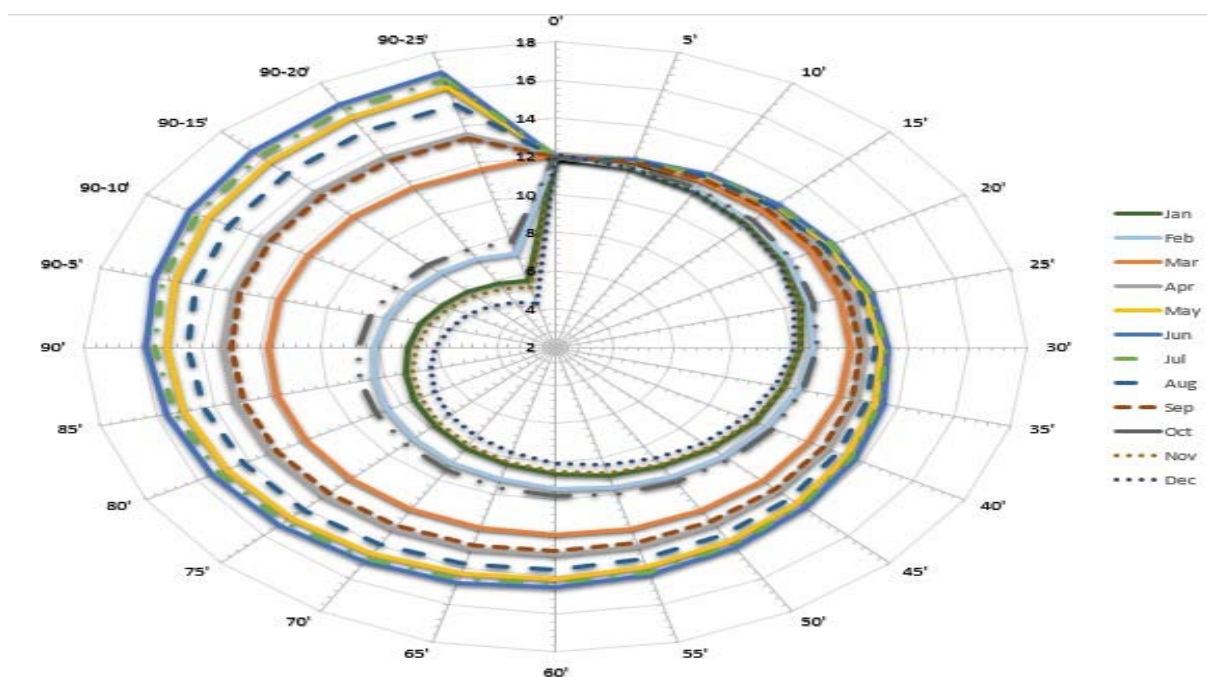 0'
5'
10'
15'
20'
25'
30'
35'
40'
45'
50'
55'
60'
65'
70'
75'
80'
85'
90'
90-5'
90-10'
90-15'
90-20'
90-25'
18
16
14
12
10
8
6
4
2
Jan
Feb
Mar
Apr
May
Jun
Jul
Aug
Sep
Oct
Nov
Dec